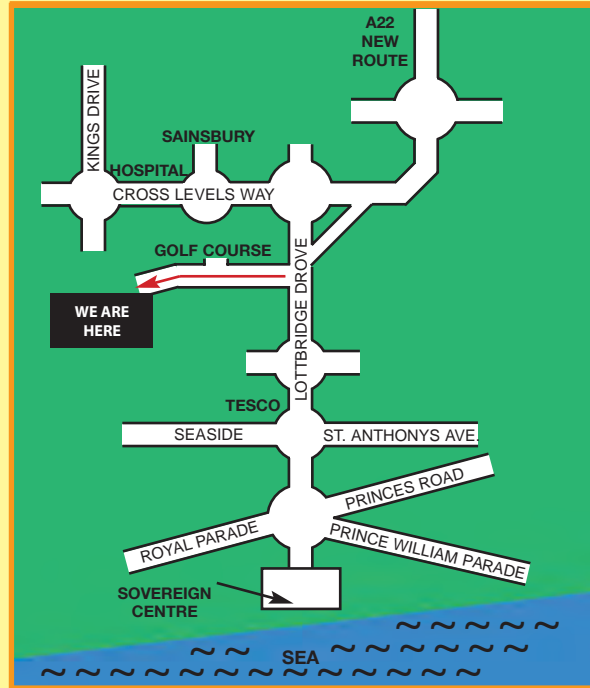 A22
NEW
ROUTE
KINGS DRIVE
SAINSBURY
HOSPITAL
CROSS LEVELS WAY
GOLF COURSE
LOTTBRIDGE DROVE
WE ARE
HERE
TESCO
SEASIDE
ST. ANTHONYS AVE.
PRINCES ROAD
ROYAL PARADE
PRINCE WILLIAM PARADE
SOVEREIGN
CENTRE
SEA